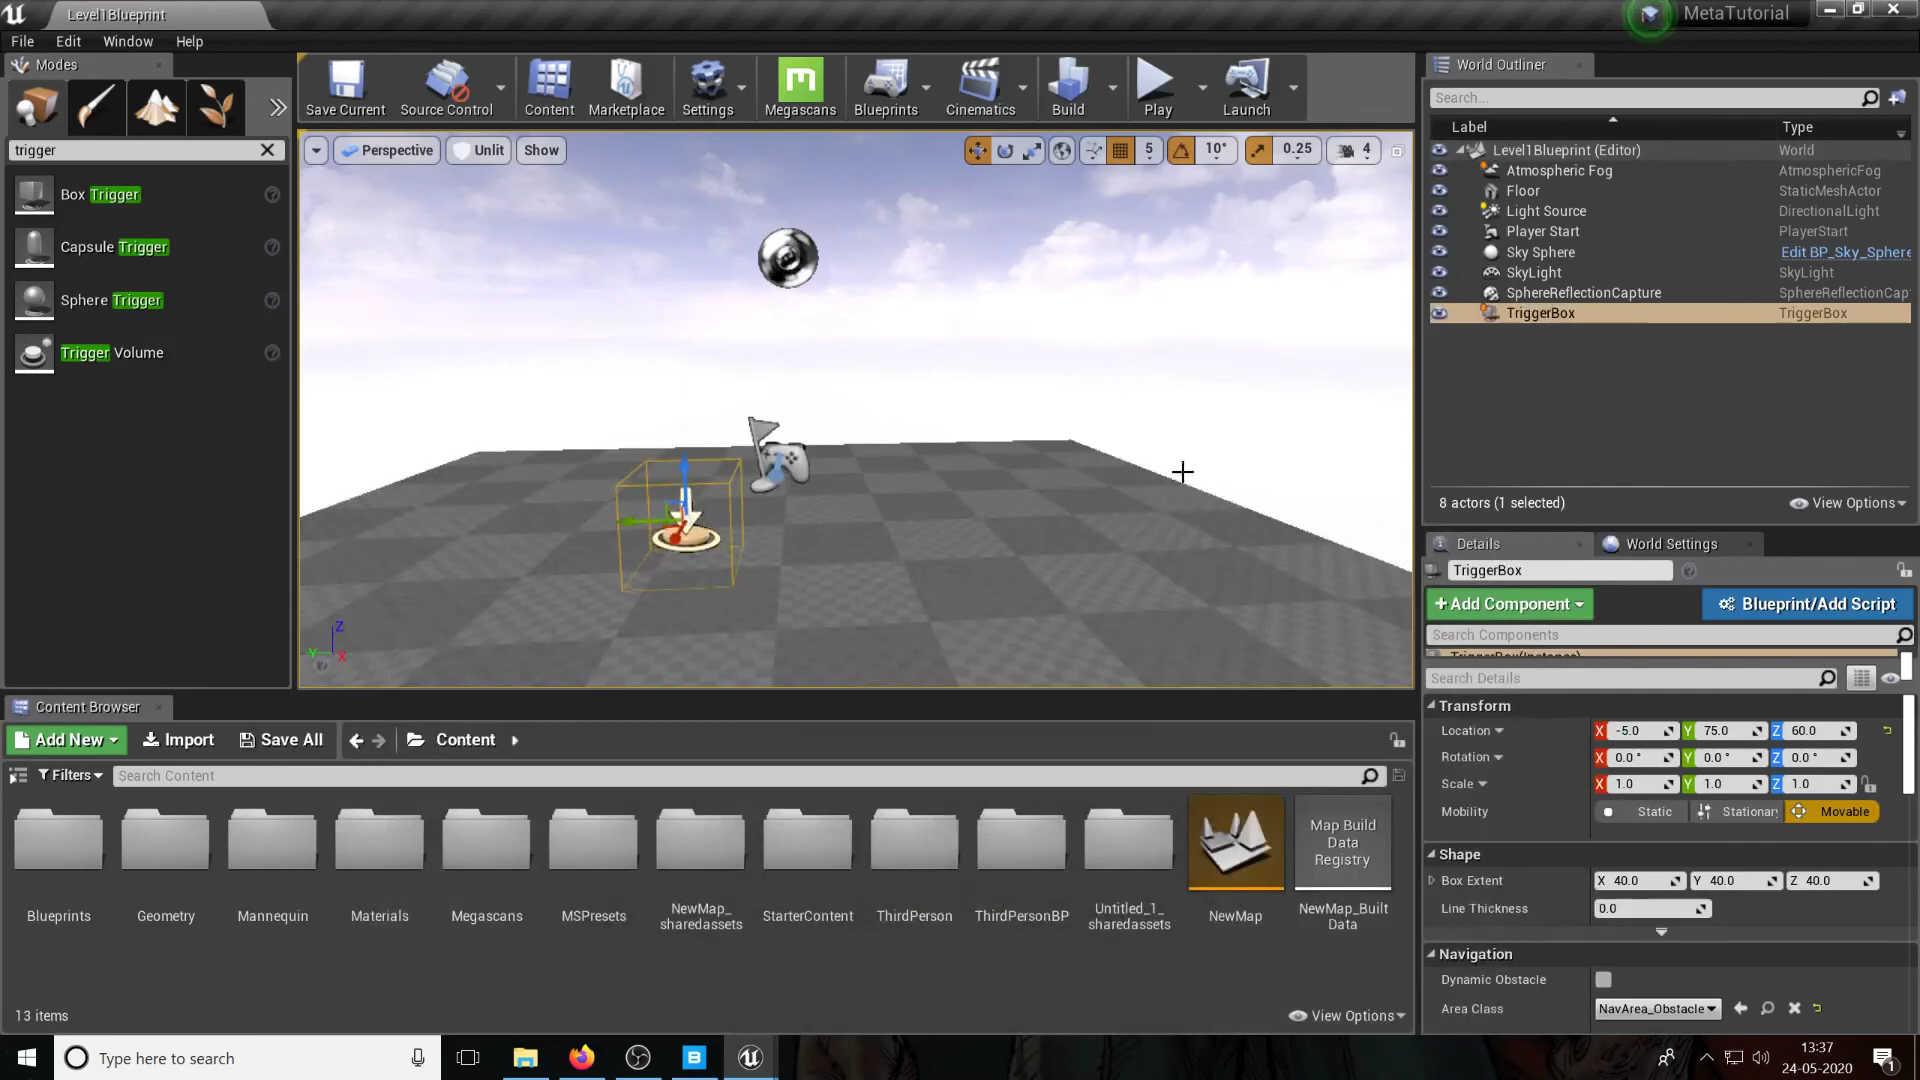 Level1Blueprint
MetaTutorial
File Edit Window Help
Modes
trigger
Box Trigger
Capsule Trigger
Sphere Trigger
Trigger Volume
Save Current
Source Control
Content
Marketplace
Settings
Megascans
Blueprints
Cinematics
Build
Play
Launch
Perspective
Unlit
Show
5
10°
0.25
4
Z
Y
X
World Outliner
Search...
Label Type
Level1Blueprint (Editor) World
Atmospheric Fog AtmosphericFog
Floor StaticMeshActor
Light Source DirectionalLight
Player Start PlayerStart
Sky Sphere Edit BP_Sky_Sphere
SkyLight SkyLight
SphereReflectionCapture SphereReflectionCap
TriggerBox TriggerBox
8 actors (1 selected) View Options
Details World Settings
TriggerBox
+Add Component Blueprint/Add Script
Search Components
Search Details
Transform
Location X -5.0 Y 75.0 Z 60.0
Rotation X 0.0° Y 0.0° Z 0.0°
Scale X 1.0 Y 1.0 Z 1.0
Mobility Static Stationar Movable
Shape
Box Extent X 40.0 Y 40.0 Z 40.0
Line Thickness 0.0
Navigation
Dynamic Obstacle
Area Class NavArea_Obstacle
Content Browser
Add New Import Save All Content
Filters Search Content
Blueprints
Geometry
Mannequin
Materials
Megascans
MSPresets
NewMap_
sharedassets
StarterContent
ThirdPerson
ThirdPersonBP
Untitled_1_
sharedassets
NewMap
Map Build
Data
Registry
NewMap_Built
Data
13 items View Options
Type here to search
13:37
24-05-2020
1